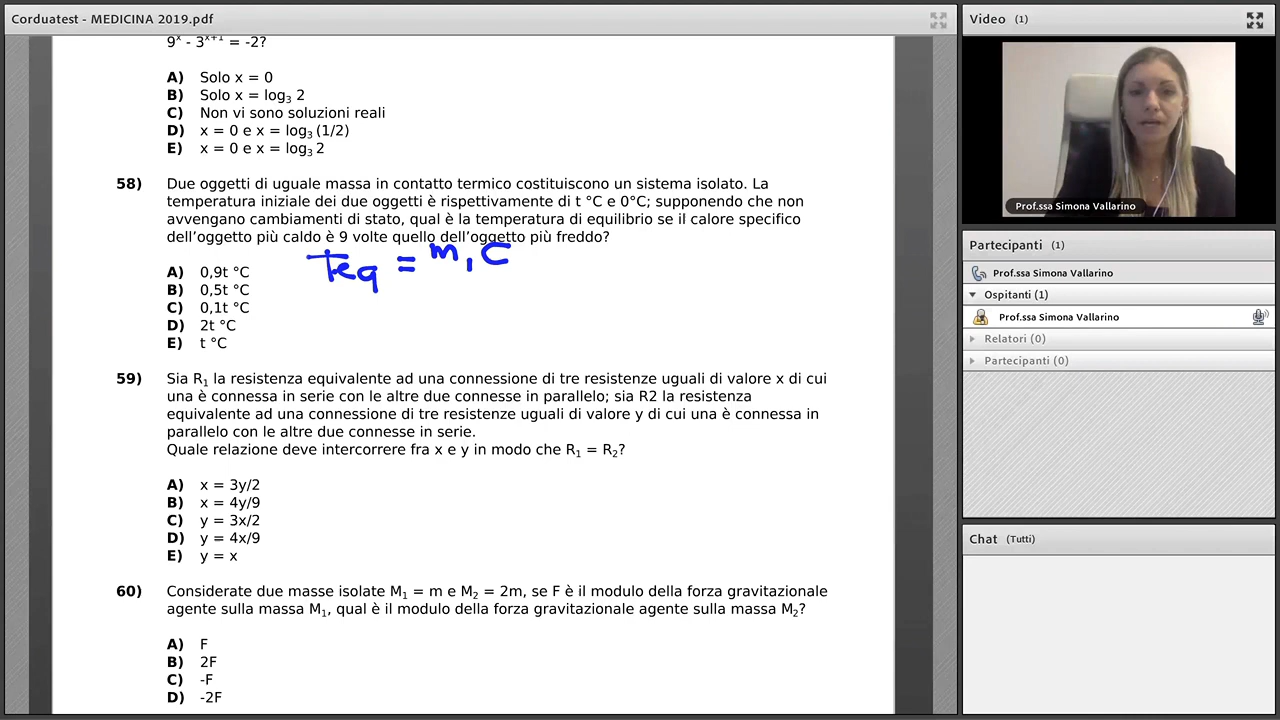 Corduatest - MEDICINA 2019.pdf
9ˣ - 3ˣ⁺¹ = -2?
A) Solo x = 0
B) Solo x = log₃ 2
C) Non vi sono soluzioni reali
D) x = 0 e x = log₃ (1/2)
E) x = 0 e x = log₃ 2
58) Due oggetti di uguale massa in contatto termico costituiscono un sistema isolato. La
temperatura iniziale dei due oggetti è rispettivamente di t °C e 0°C; supponendo che non
avvengano cambiamenti di stato, qual è la temperatura di equilibrio se il calore specifico
dell’oggetto più caldo è 9 volte quello dell’oggetto più freddo?
Teq = m₁ C
A) 0,9t °C
B) 0,5t °C
C) 0,1t °C
D) 2t °C
E) t °C
59) Sia R₁ la resistenza equivalente ad una connessione di tre resistenze uguali di valore x di cui
una è connessa in serie con le altre due connesse in parallelo; sia R2 la resistenza
equivalente ad una connessione di tre resistenze uguali di valore y di cui una è connessa in
parallelo con le altre due connesse in serie.
Quale relazione deve intercorrere fra x e y in modo che R₁ = R₂?
A) x = 3y/2
B) x = 4y/9
C) y = 3x/2
D) y = 4x/9
E) y = x
60) Considerate due masse isolate M₁ = m e M₂ = 2m, se F è il modulo della forza gravitazionale
agente sulla massa M₁, qual è il modulo della forza gravitazionale agente sulla massa M₂?
A) F
B) 2F
C) -F
D) -2F
Video (1)
Prof.ssa Simona Vallarino
Partecipanti (1)
Prof.ssa Simona Vallarino
Ospitanti (1)
Prof.ssa Simona Vallarino
Relatori (0)
Partecipanti (0)
Chat (Tutti)